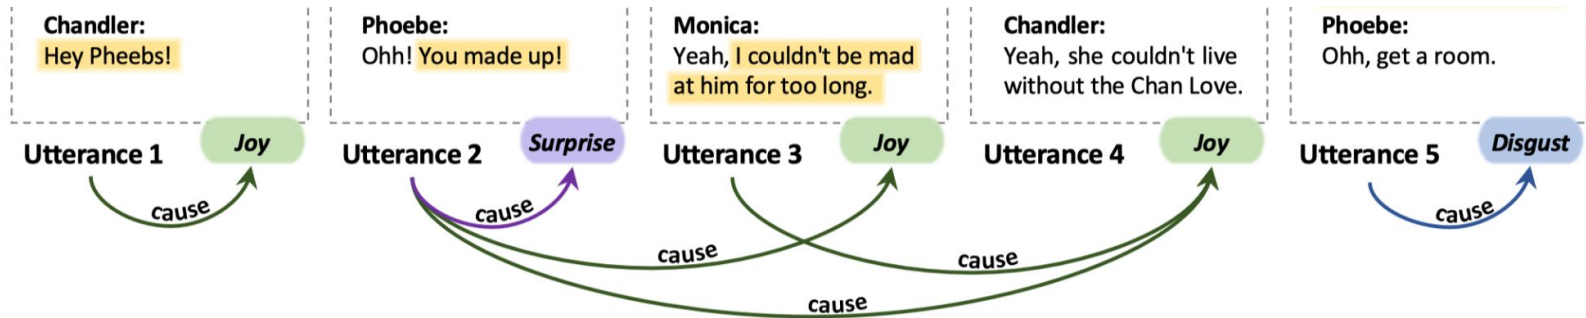 Chandler:
Hey Pheebs!
Phoebe:
Ohh! You made up!
Monica:
Yeah, I couldn't be mad
at him for too long.
Chandler:
Yeah, she couldn't live
without the Chan Love.
Phoebe:
Ohh, get a room.
Utterance 1
Joy
Utterance 2
Surprise
Utterance 3
Joy
Utterance 4
Joy
Utterance 5
Disgust
cause
cause
cause
cause
cause
cause